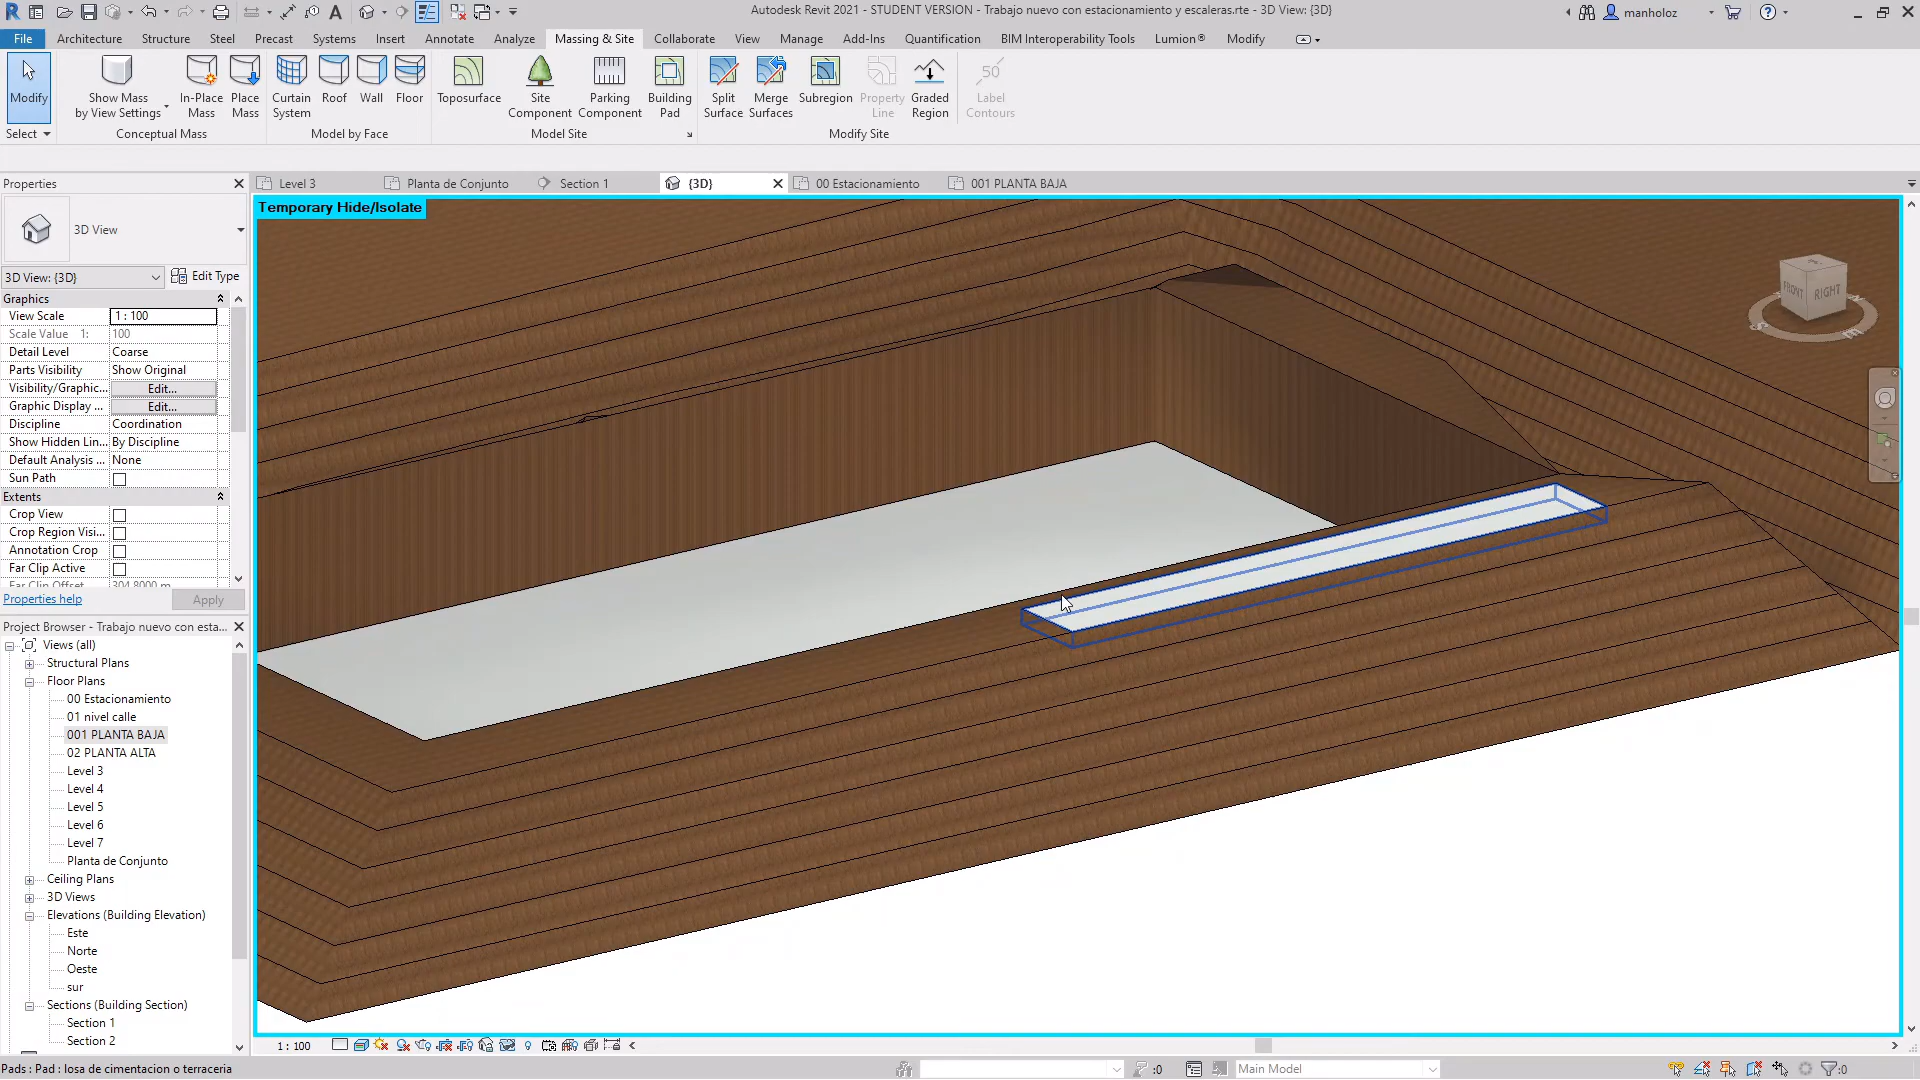 Autodesk Revit 2021 - STUDENT VERSION - Trabajo nuevo con estacionamiento y escaleras.rte - 3D View: {3D}
manholoz
File
Architecture
Structure
Steel
Precast
Systems
Insert
Annotate
Analyze
Massing & Site
Collaborate
View
Manage
Add-Ins
Quantification
BIM Interoperability Tools
Lumion®
Modify
Modify
Show Mass
by View Settings
In-Place
Mass
Place
Mass
Curtain
System
Roof
Wall
Floor
Toposurface
Site
Component
Parking
Component
Building
Pad
Split
Surface
Merge
Surfaces
Subregion
Property
Line
Graded
Region
50
Label
Contours
Select
Conceptual Mass
Model by Face
Model Site
Modify Site
Properties
Level 3
Planta de Conjunto
Section 1
{3D}
00 Estacionamiento
001 PLANTA BAJA
3D View
3D View: {3D}
Edit Type
Graphics
View Scale 1 : 100
Scale Value 1: 100
Detail Level Coarse
Parts Visibility Show Original
Visibility/Graphic... Edit...
Graphic Display ... Edit...
Discipline Coordination
Show Hidden Lin... By Discipline
Default Analysis ... None
Sun Path
Extents
Crop View
Crop Region Visi...
Annotation Crop
Far Clip Active
Far Clip Offset 304.8000 m
Properties help
Apply
Project Browser - Trabajo nuevo con esta...
Views (all)
Structural Plans
Floor Plans
00 Estacionamiento
01 nivel calle
001 PLANTA BAJA
02 PLANTA ALTA
Level 3
Level 4
Level 5
Level 6
Level 7
Planta de Conjunto
Ceiling Plans
3D Views
Elevations (Building Elevation)
Este
Norte
Oeste
sur
Sections (Building Section)
Section 1
Section 2
Temporary Hide/Isolate
FRONT
RIGHT
1 : 100
Pads : Pad : losa de cimentacion o terraceria
:0
Main Model
:0